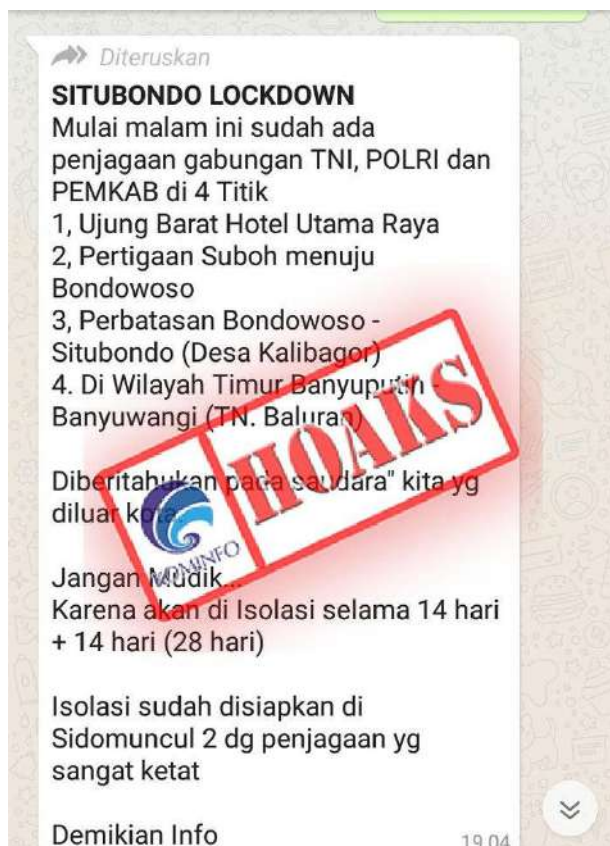 Diteruskan
SITUBONDO LOCKDOWN
Mulai malam ini sudah ada
penjagaan gabungan TNI, POLRI dan
PEMKAB di 4 Titik
1, Ujung Barat Hotel Utama Raya
2, Pertigaan Suboh menuju
Bondowoso
3, Perbatasan Bondowoso -
Situbondo (Desa Kalibagor)
4. Di Wilayah Timur Banyuputih -
Banyuwangi (TN. Baluran)
HOAKS
Diberitahukan pada saudara" kita yg
diluar kota.
KOMINFO
Jangan Mudik...
Karena akan di Isolasi selama 14 hari
+ 14 hari (28 hari)
Isolasi sudah disiapkan di
Sidomuncul 2 dg penjagaan yg
sangat ketat
Demikian Info
19.04